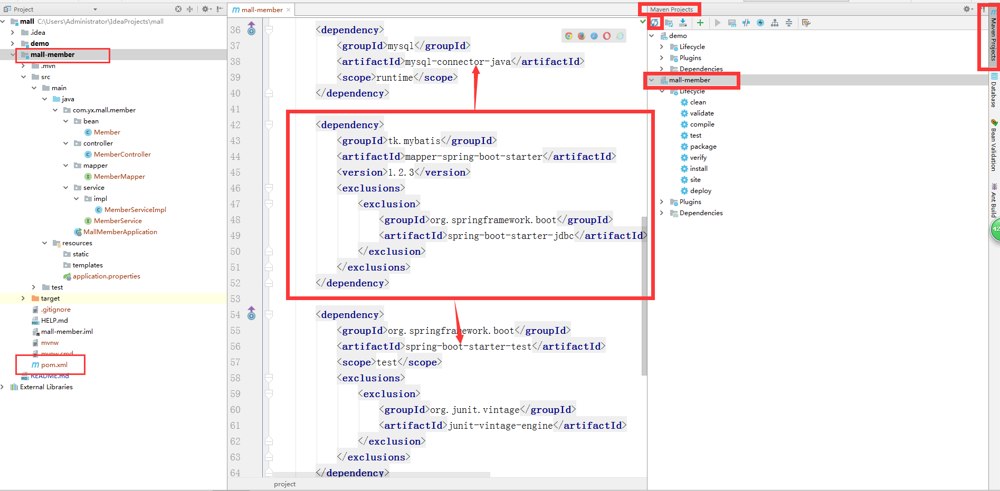 Project
mall C:\Users\Administrator\IdeaProjects\mall
.idea
demo
mall-member
.mvn
src
main
java
com.yx.mall.member
bean
Member
controller
MemberController
mapper
MemberMapper
service
impl
MemberServiceImpl
MemberService
MallMemberApplication
resources
static
templates
application.properties
test
target
.gitignore
HELP.md
mall-member.iml
mvnw
mvnw.cmd
pom.xml
README.md
External Libraries
mall-member
36 <dependency>
37 <groupId>mysql</groupId>
38 <artifactId>mysql-connector-java</artifactId>
39 <scope>runtime</scope>
40 </dependency>
41
42 <dependency>
43 <groupId>tk.mybatis</groupId>
44 <artifactId>mapper-spring-boot-starter</artifactId>
45 <version>1.2.3</version>
46 <exclusions>
47 <exclusion>
48 <groupId>org.springframework.boot</groupId>
49 <artifactId>spring-boot-starter-jdbc</artifactId>
50 </exclusion>
51 </exclusions>
52 </dependency>
53
54 <dependency>
55 <groupId>org.springframework.boot</groupId>
56 <artifactId>spring-boot-starter-test</artifactId>
57 <scope>test</scope>
58 <exclusions>
59 <exclusion>
60 <groupId>org.junit.vintage</groupId>
61 <artifactId>junit-vintage-engine</artifactId>
62 </exclusion>
63 </exclusions>
64 </dependency>
project
Maven Projects
demo
Lifecycle
Plugins
Dependencies
mall-member
Lifecycle
clean
validate
compile
test
package
verify
install
site
deploy
Plugins
Dependencies
Maven Projects
Database
Bean Validation
Ant Build
42